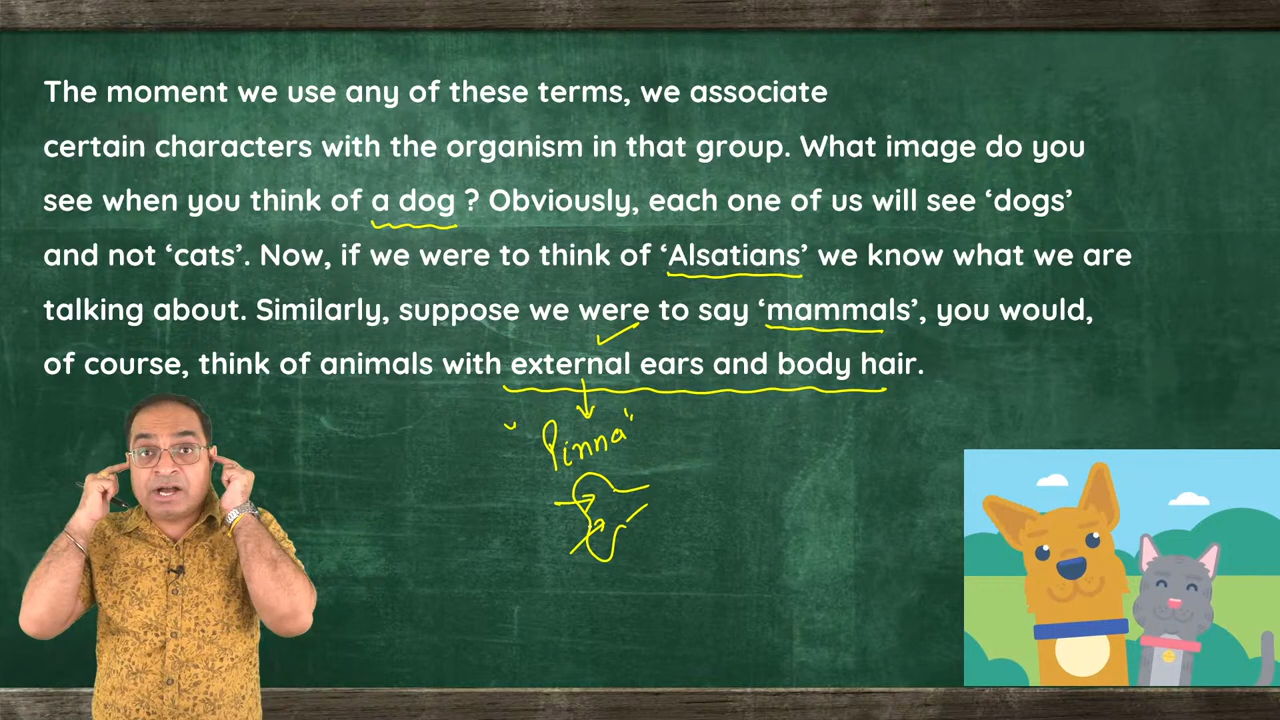 The moment we use any of these terms, we associate
certain characters with the organism in that group. What image do you
see when you think of a dog ? Obviously, each one of us will see ‘dogs’
and not ‘cats’. Now, if we were to think of ‘Alsatians’ we know what we are
talking about. Similarly, suppose we were to say ‘mammals’, you would,
of course, think of animals with external ears and body hair.
"Pinna"